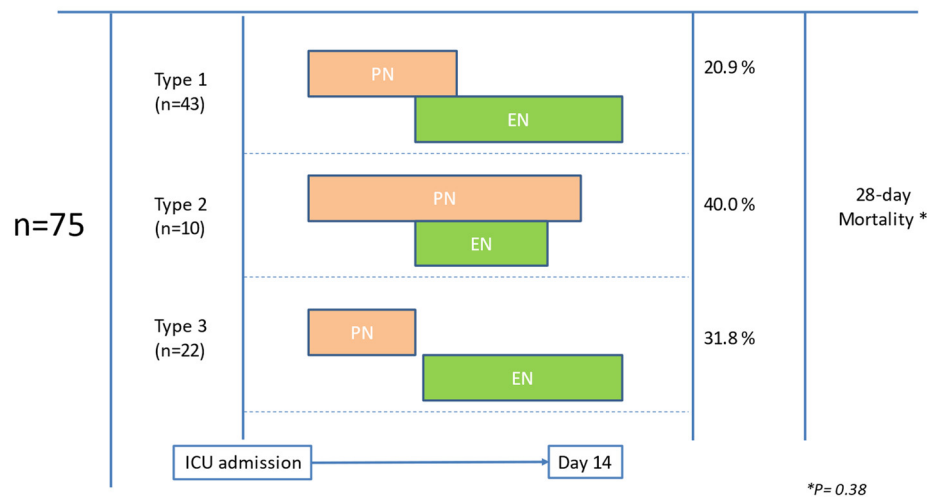 n=75
Type 1
(n=43)
PN
EN
20.9 %
Type 2
(n=10)
PN
EN
40.0 %
28-day
Mortality *
Type 3
(n=22)
PN
EN
31.8 %
ICU admission
Day 14
*P= 0.38